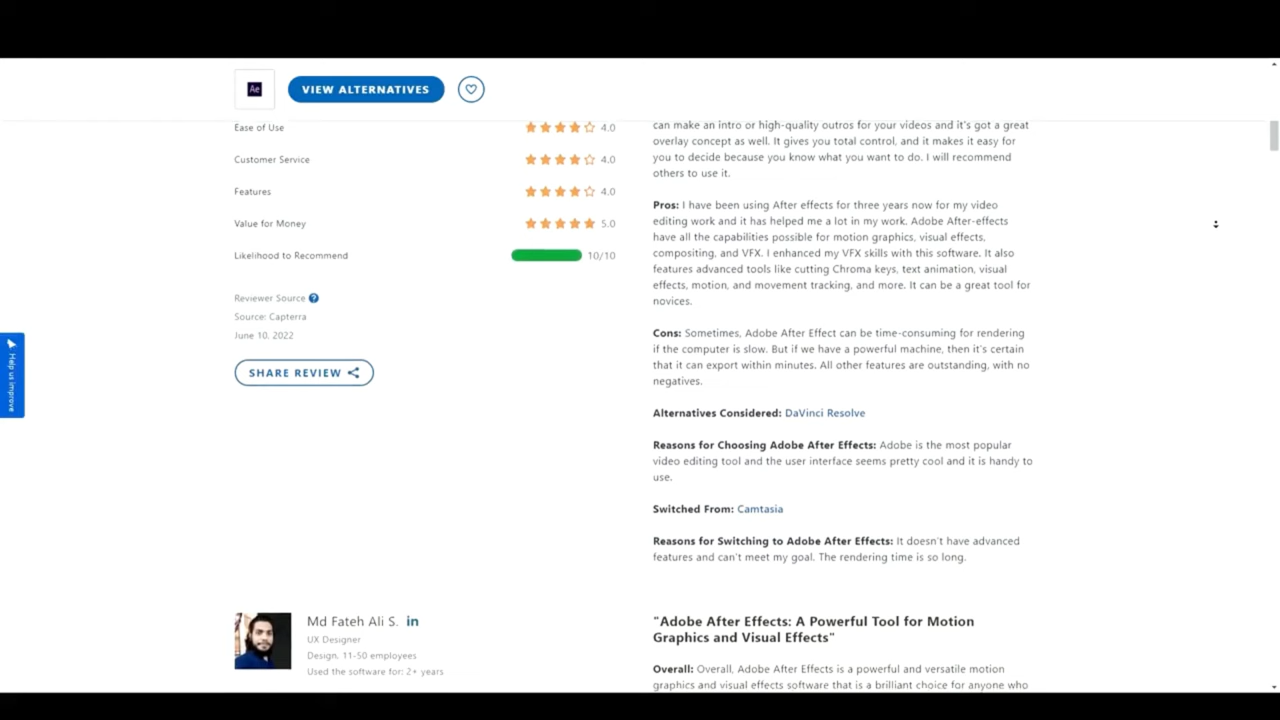 Ae
VIEW ALTERNATIVES
Ease of Use 4.0
Customer Service 4.0
Features 4.0
Value for Money 5.0
Likelihood to Recommend 10/10
Reviewer Source ?
Source: Capterra
June 10, 2022
SHARE REVIEW
Help us improve
can make an intro or high-quality outros for your videos and it's got a great
overlay concept as well. It gives you total control, and it makes it easy for
you to decide because you know what you want to do. I will recommend
others to use it.
Pros: I have been using After effects for three years now for my video
editing work and it has helped me a lot in my work. Adobe After-effects
have all the capabilities possible for motion graphics, visual effects,
compositing, and VFX. I enhanced my VFX skills with this software. It also
features advanced tools like cutting Chroma keys, text animation, visual
effects, motion, and movement tracking, and more. It can be a great tool for
novices.
Cons: Sometimes, Adobe After Effect can be time-consuming for rendering
if the computer is slow. But if we have a powerful machine, then it's certain
that it can export within minutes. All other features are outstanding, with no
negatives.
Alternatives Considered: DaVinci Resolve
Reasons for Choosing Adobe After Effects: Adobe is the most popular
video editing tool and the user interface seems pretty cool and it is handy to
use.
Switched From: Camtasia
Reasons for Switching to Adobe After Effects: It doesn't have advanced
features and can't meet my goal. The rendering time is so long.
Md Fateh Ali S. in
UX Designer
Design, 11-50 employees
Used the software for: 2+ years
"Adobe After Effects: A Powerful Tool for Motion
Graphics and Visual Effects"
Overall: Overall, Adobe After Effects is a powerful and versatile motion
graphics and visual effects software that is a brilliant choice for anyone who